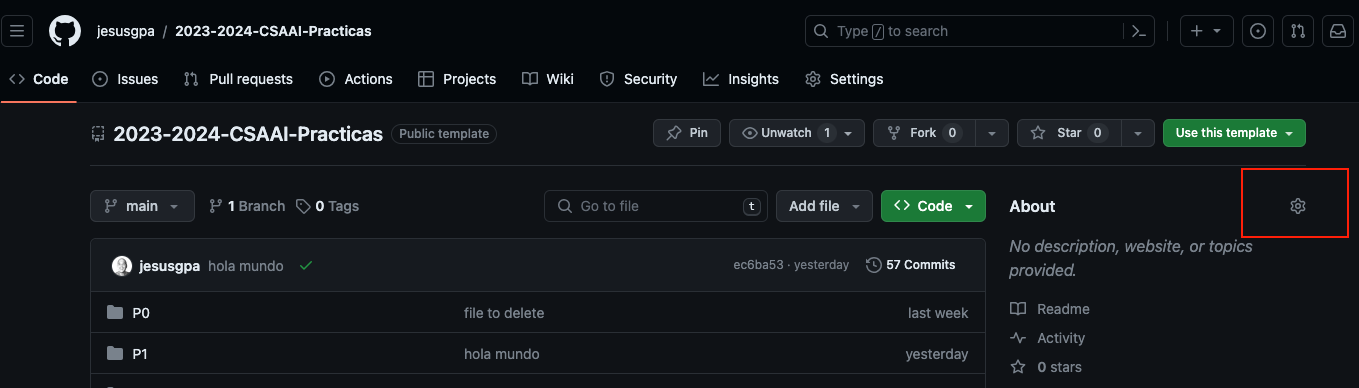 jesusgpa / 2023-2024-CSAAI-Practicas
Type / to search
Code Issues Pull requests Actions Projects Wiki Security Insights Settings
2023-2024-CSAAI-Practicas Public template
Pin Unwatch 1 Fork 0 Star 0 Use this template
main 1 Branch 0 Tags Go to file t Add file Code
About
No description, website, or topics
provided.
jesusgpa hola mundo ec6ba53 · yesterday 57 Commits
P0 file to delete last week
P1 hola mundo yesterday
Readme
Activity
0 stars